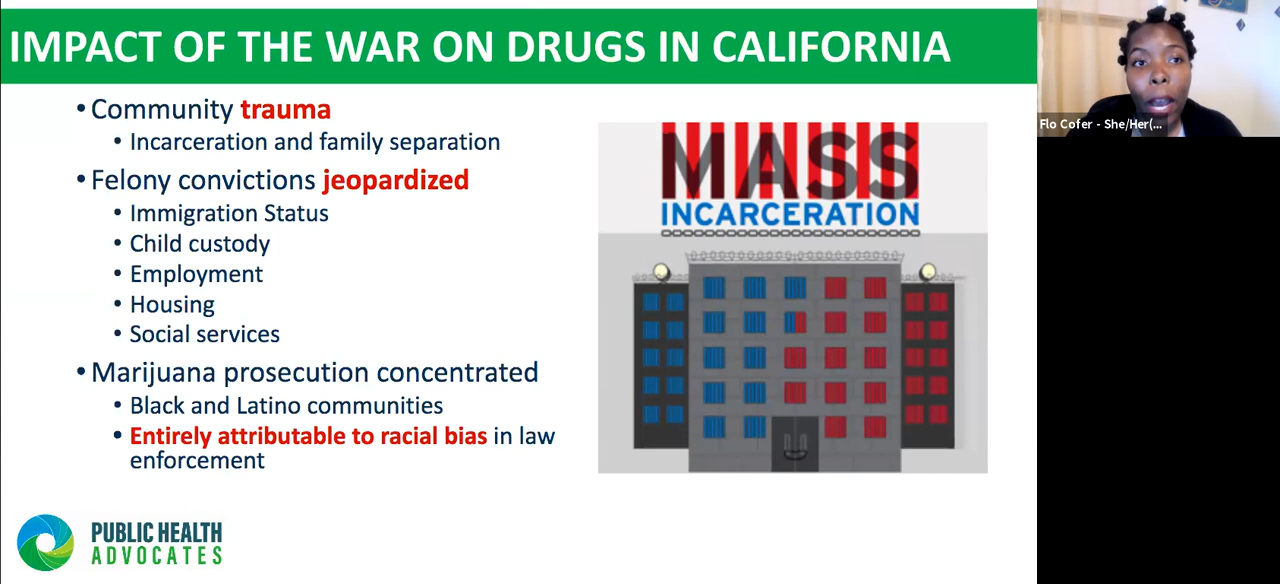 IMPACT OF THE WAR ON DRUGS IN CALIFORNIA
• Community trauma
• Incarceration and family separation
• Felony convictions jeopardized
• Immigration Status
• Child custody
• Employment
• Housing
• Social services
• Marijuana prosecution concentrated
• Black and Latino communities
• Entirely attributable to racial bias in law
enforcement
MASS
INCARCERATION
PUBLIC HEALTH
ADVOCATES
Flo Cofer - She/Her(...